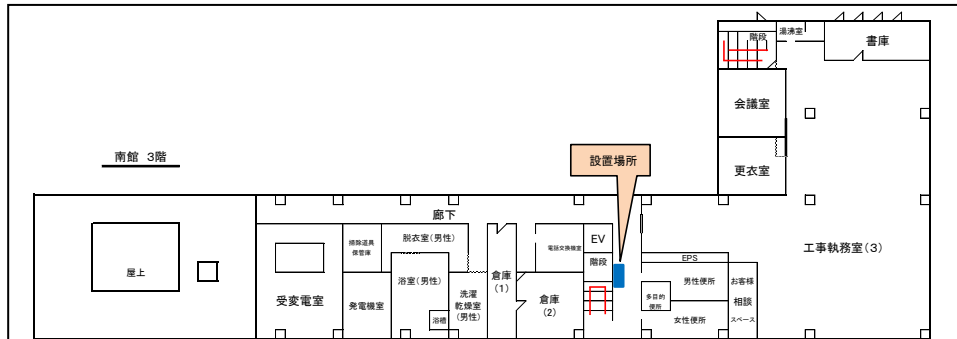 階段
湯沸室
書庫
会議室
南館 3階
設置場所
更衣室
廊下
掃除道具
保管庫
脱衣室(男性)
電話交換機室
EV
工事執務室(3)
階段
EPS
屋上
受変電室
発電機室
浴室(男性)
浴槽
洗濯
乾燥室
(男性)
倉庫
(1)
倉庫
(2)
男性便所
多目的
便所
女性便所
お客様
相談
スペース